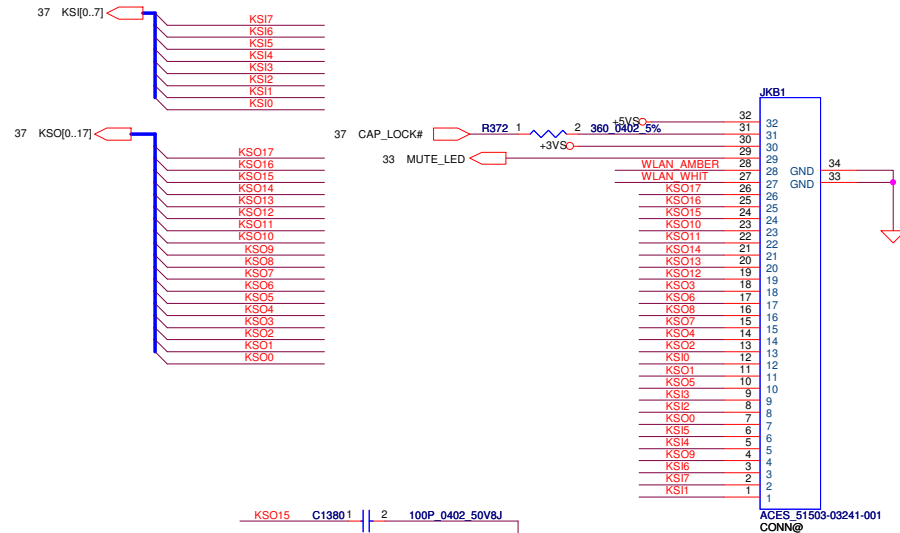 37 KSI[0..7]
KSI7
KSI6
KSI5
KSI4
KSI3
KSI2
KSI1
KSI0
37 KSO[0..17]
KSO17
KSO16
KSO15
KSO14
KSO13
KSO12
KSO11
KSO10
KSO9
KSO8
KSO7
KSO6
KSO5
KSO4
KSO3
KSO2
KSO1
KSO0
JKB1
+5VS 32 32
37 CAP_LOCK# R372 1 2 360_0402_5% 31 31
+3VS 30 30
33 MUTE_LED 29 29
WLAN_AMBER 28 28 GND 34
WLAN_WHIT 27 27 GND 33
KSO17 26 26
KSO16 25 25
KSO15 24 24
KSO10 23 23
KSO11 22 22
KSO14 21 21
KSO13 20 20
KSO12 19 19
KSO3 18 18
KSO6 17 17
KSO8 16 16
KSO7 15 15
KSO4 14 14
KSO2 13 13
KSI0 12 12
KSO1 11 11
KSO5 10 10
KSI3 9 9
KSI2 8 8
KSO0 7 7
KSI5 6 6
KSI4 5 5
KSO9 4 4
KSI6 3 3
KSI7 2 2
KSI1 1 1
ACES_51503-03241-001
CONN@
KSO15 C1380 1 2 100P_0402_50V8J